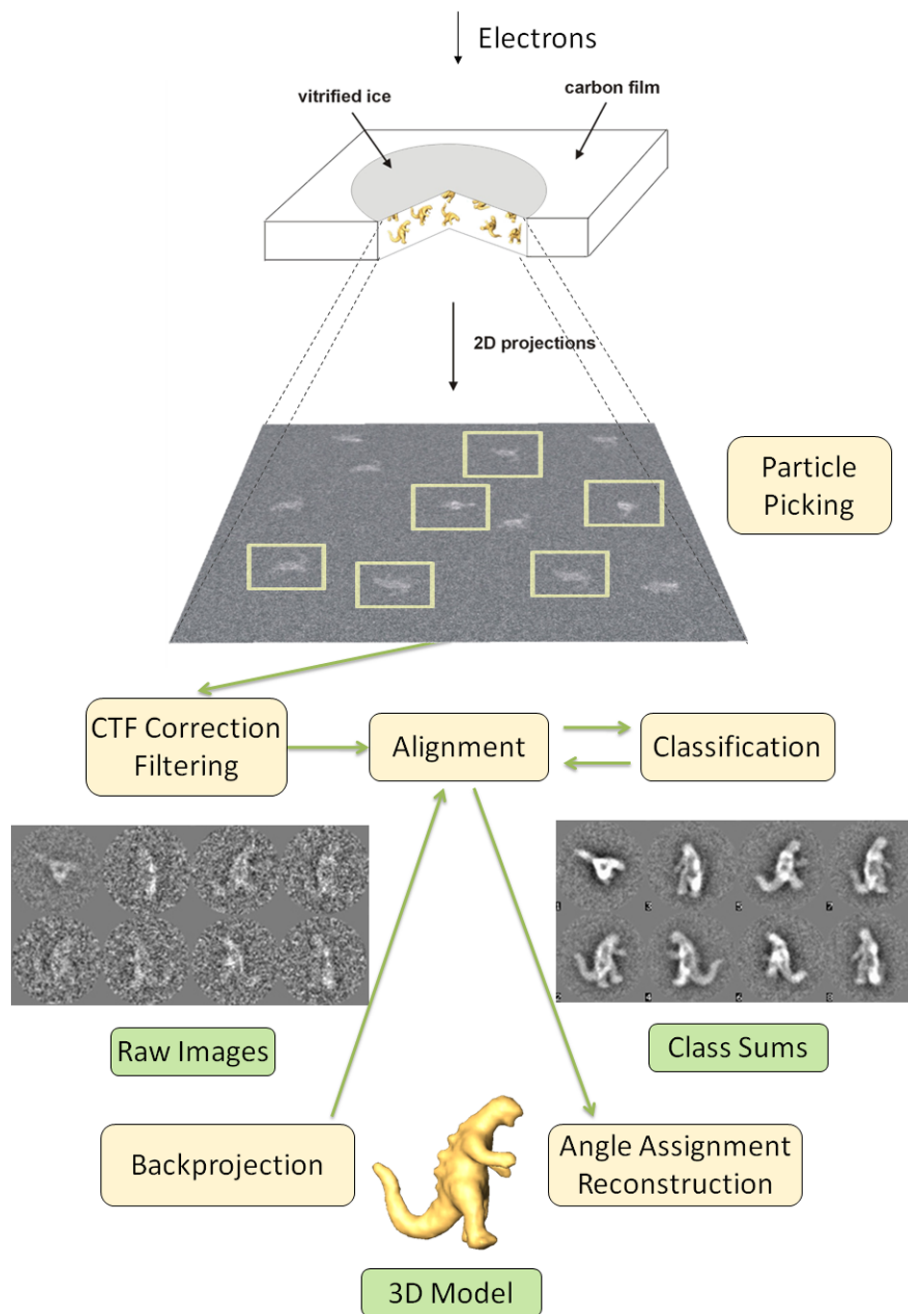 Electrons
vitrified ice
carbon film
2D projections
Particle
Picking
CTF Correction
Filtering
Alignment
Classification
Raw Images
Class Sums
Backprojection
Angle Assignment
Reconstruction
3D Model